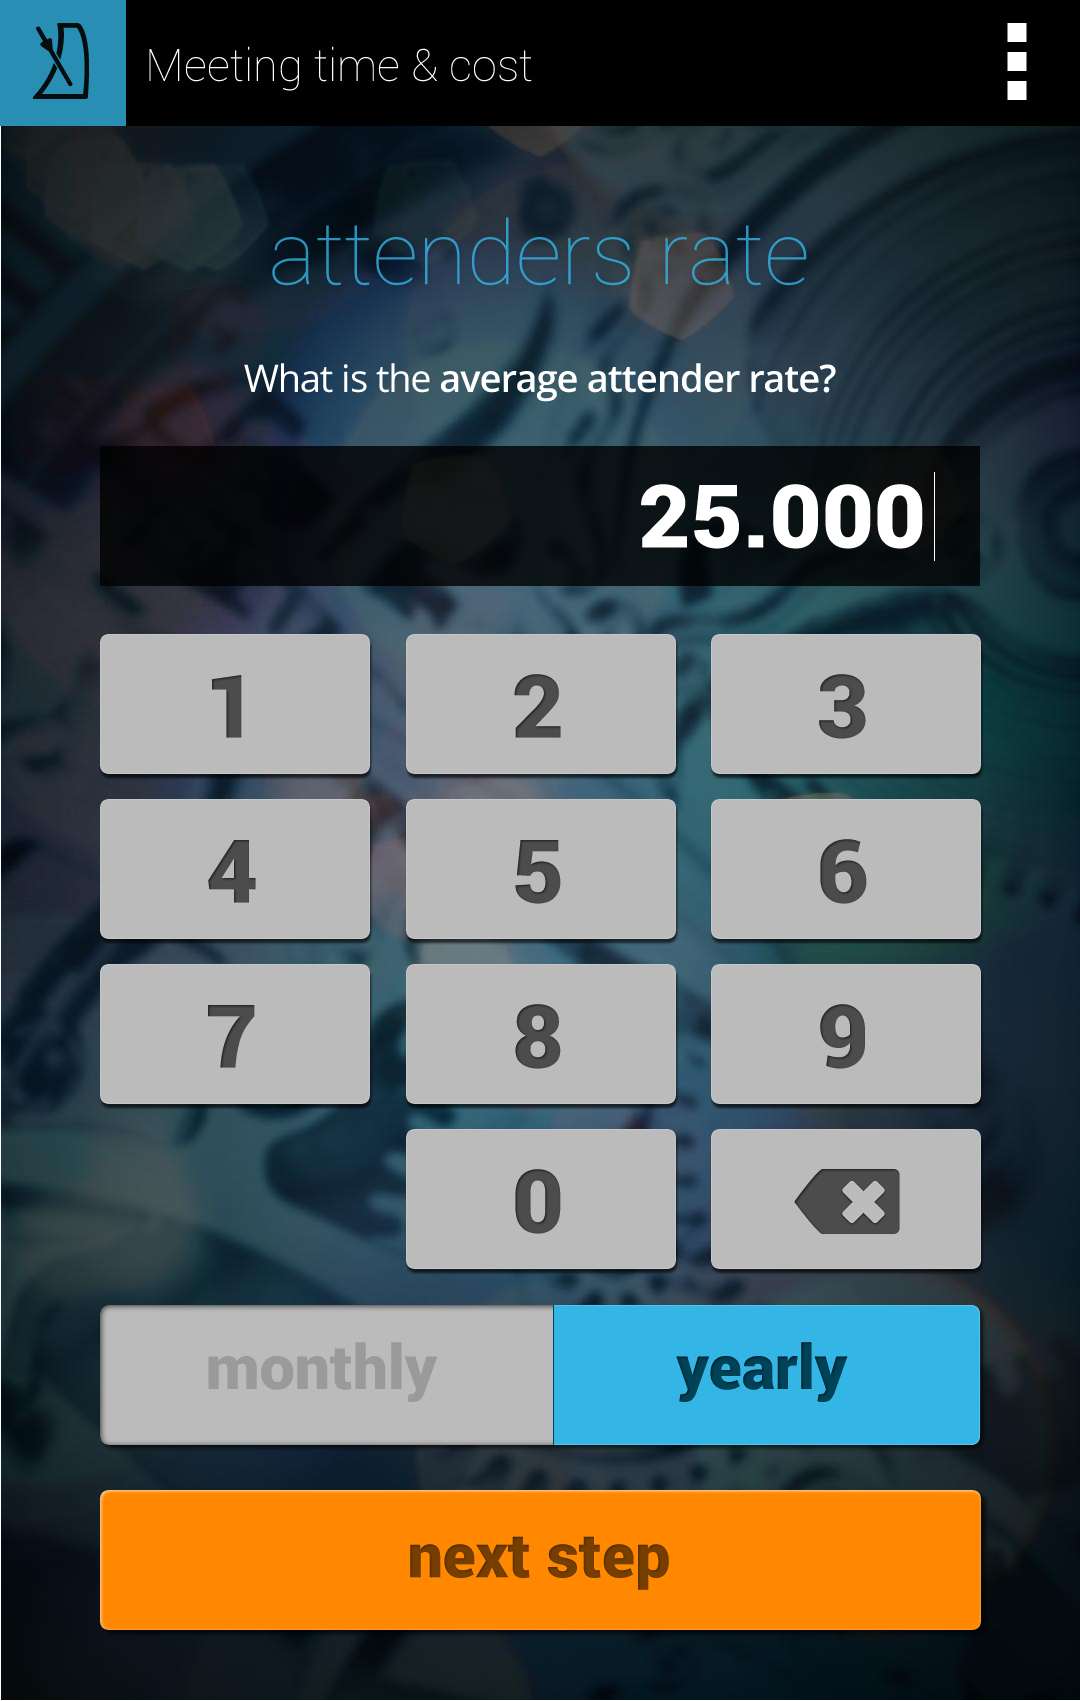 Meeting time & cost
attenders rate
What is the average attender rate?
25.000
1 2 3
4 5 6
7 8 9
0
monthly yearly
next step